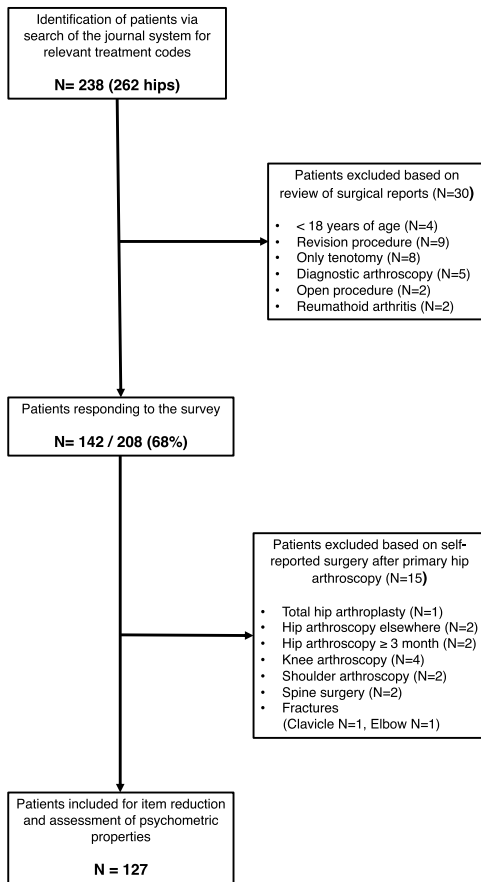 Identification of patients via
search of the journal system for
relevant treatment codes
N= 238 (262 hips)
Patients excluded based on
review of surgical reports (N=30)
• < 18 years of age (N=4)
• Revision procedure (N=9)
• Only tenotomy (N=8)
• Diagnostic arthroscopy (N=5)
• Open procedure (N=2)
• Reumathoid arthritis (N=2)
Patients responding to the survey
N= 142 / 208 (68%)
Patients excluded based on self-
reported surgery after primary hip
arthroscopy (N=15)
• Total hip arthroplasty (N=1)
• Hip arthroscopy elsewhere (N=2)
• Hip arthroscopy ≥ 3 month (N=2)
• Knee arthroscopy (N=4)
• Shoulder arthroscopy (N=2)
• Spine surgery (N=2)
• Fractures
(Clavicle N=1, Elbow N=1)
Patients included for item reduction
and assessment of psychometric
properties
N = 127